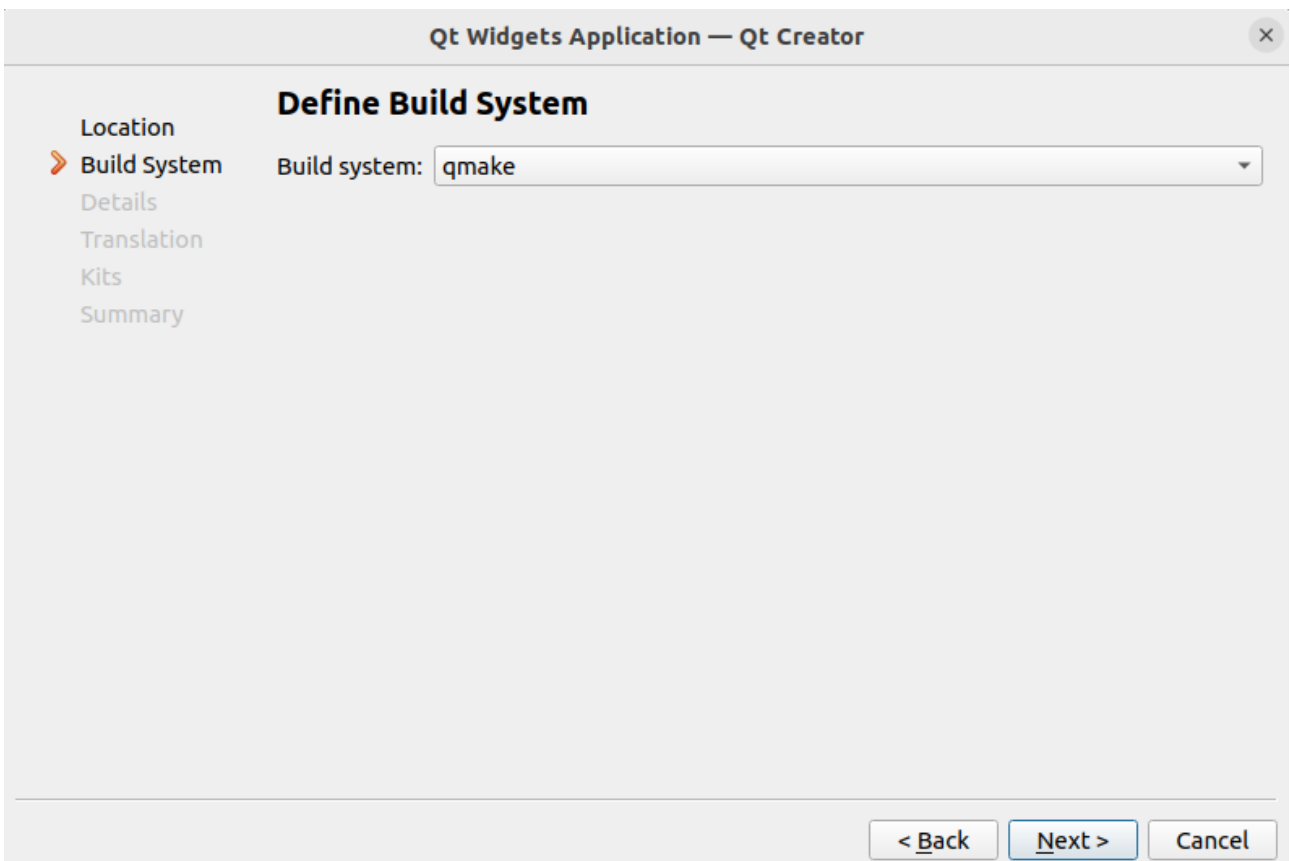 Qt Widgets Application — Qt Creator
Define Build System
Location
Build System
Details
Translation
Kits
Summary
Build system: qmake
< Back
Next >
Cancel